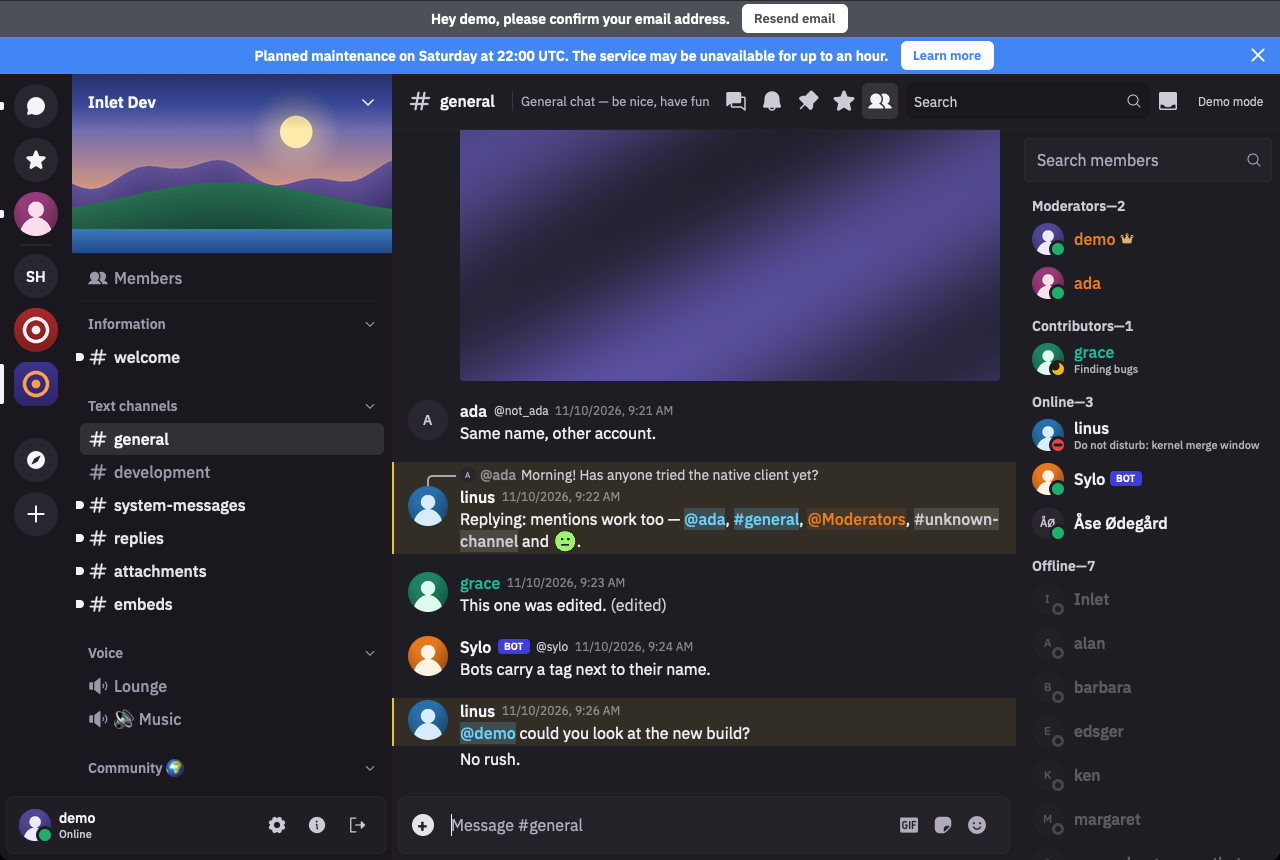 Hey demo, please confirm your email address.
Resend email
Planned maintenance on Saturday at 22:00 UTC. The service may be unavailable for up to an hour.
Learn more
SH
Inlet Dev
Members
Information
welcome
Text channels
general
development
system-messages
replies
attachments
embeds
Voice
Lounge
Music
Community
demo
Online
general
General chat — be nice, have fun
Search
Demo mode
A
ada @not_ada 11/10/2026, 9:21 AM
Same name, other account.
A @ada Morning! Has anyone tried the native client yet?
linus 11/10/2026, 9:22 AM
Replying: mentions work too — @ada, #general, @Moderators, #unknown-
channel and .
grace 11/10/2026, 9:23 AM
This one was edited. (edited)
Sylo BOT @sylo 11/10/2026, 9:24 AM
Bots carry a tag next to their name.
linus 11/10/2026, 9:26 AM
@demo could you look at the new build?
No rush.
Message #general
GIF
Search members
Moderators—2
demo
ada
Contributors—1
grace
Finding bugs
Online—3
linus
Do not disturb: kernel merge window
Sylo BOT
ÅØ Åse Ødegård
Offline—7
I Inlet
A alan
B barbara
E edsger
K ken
M margaret